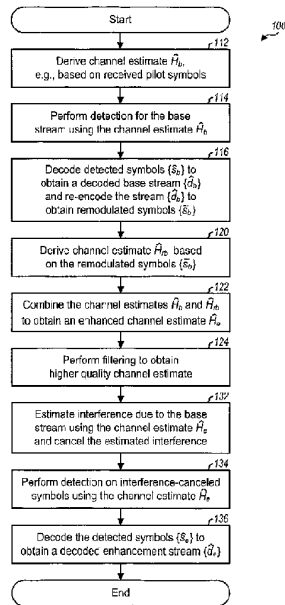 Start
100
112
Derive channel estimate Ĥb,
e.g., based on received pilot symbols
114
Perform detection for the base
stream using the channel estimate Ĥb
116
Decode detected symbols {ŝb} to
obtain a decoded base stream {d̂b}
and re-encode the stream {d̂b} to
obtain remodulated symbols {s̃b}
120
Derive channel estimate Ĥrb based
on the remodulated symbols {s̃b}
122
Combine the channel estimates Ĥb and Ĥrb
to obtain an enhanced channel estimate Ĥe
124
Perform filtering to obtain
higher quality channel estimate
132
Estimate interference due to the base
stream using the channel estimate Ĥe
and cancel the estimated interference
134
Perform detection on interference-canceled
symbols using the channel estimate Ĥe
136
Decode the detected symbols {ŝe} to
obtain a decoded enhancement stream {d̂e}
End